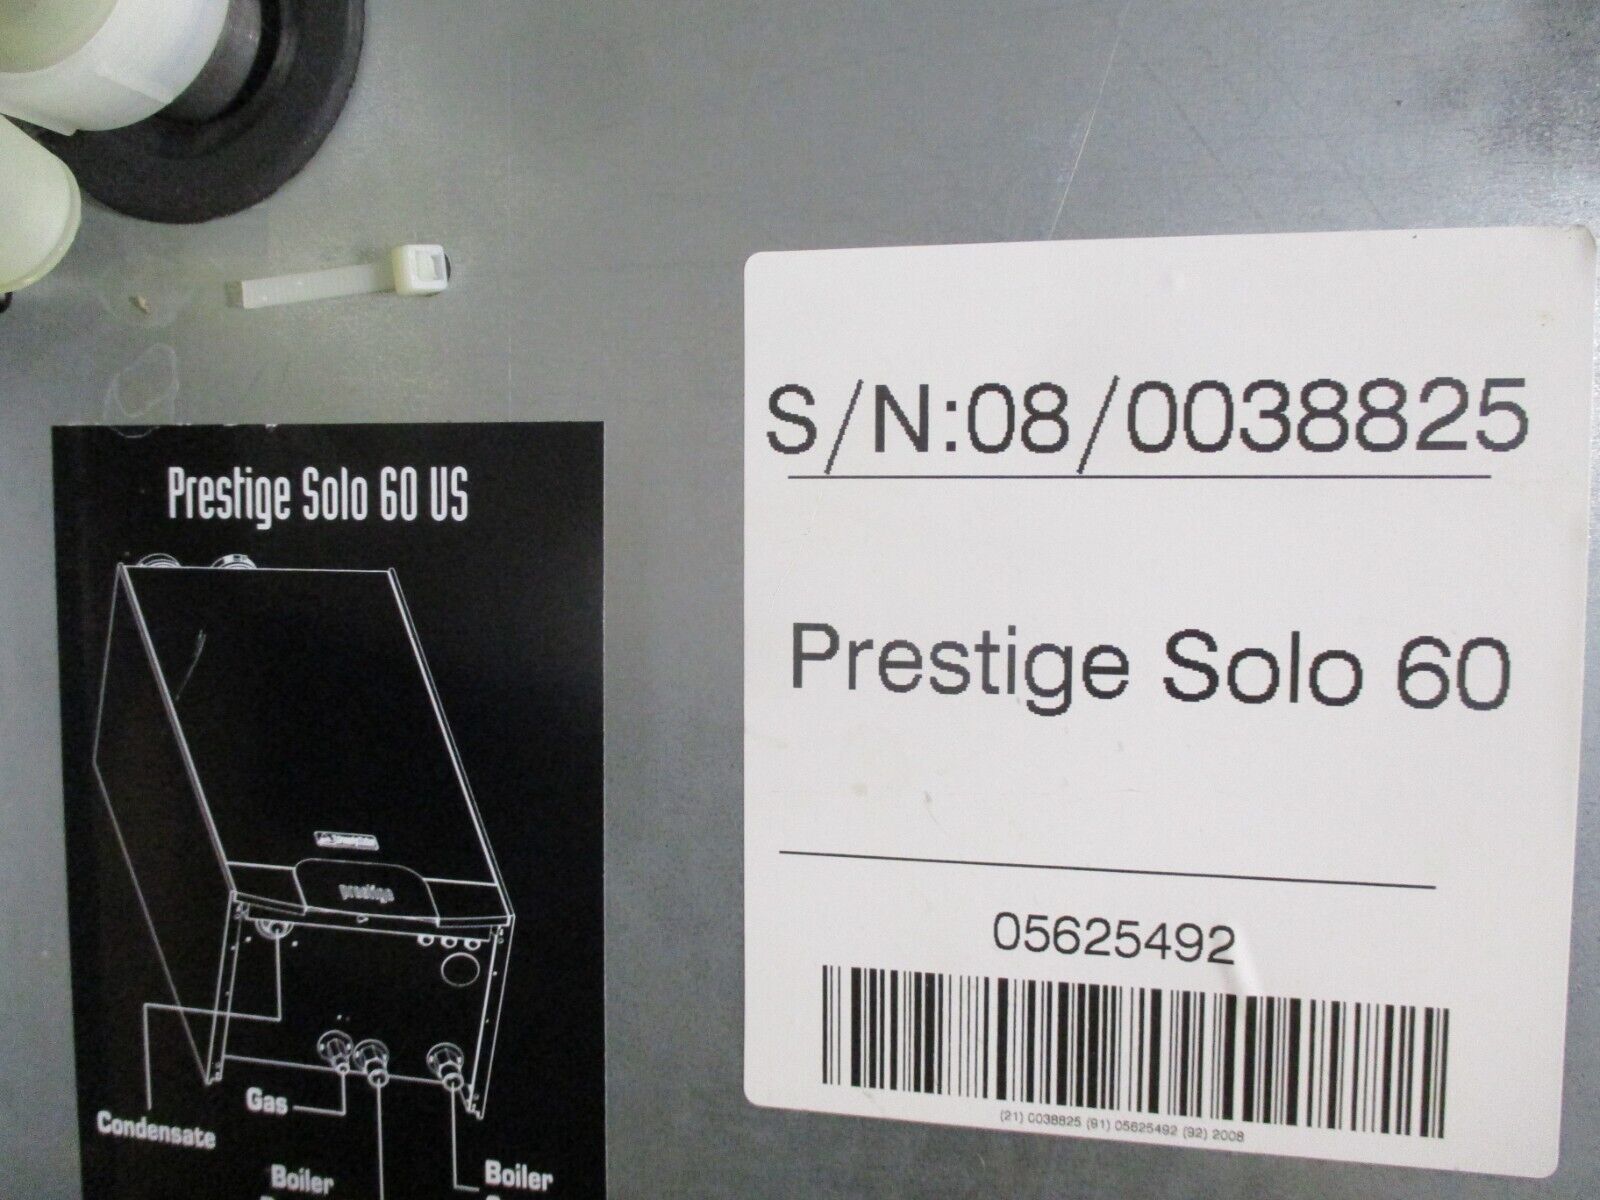 S/N:08/0038825
Prestige Solo 60
05625492
(21) 0038825 (91) 05625492 (92) 2008
Prestige Solo 60 US
prestige
Gas
Condensate
Boiler
Boiler